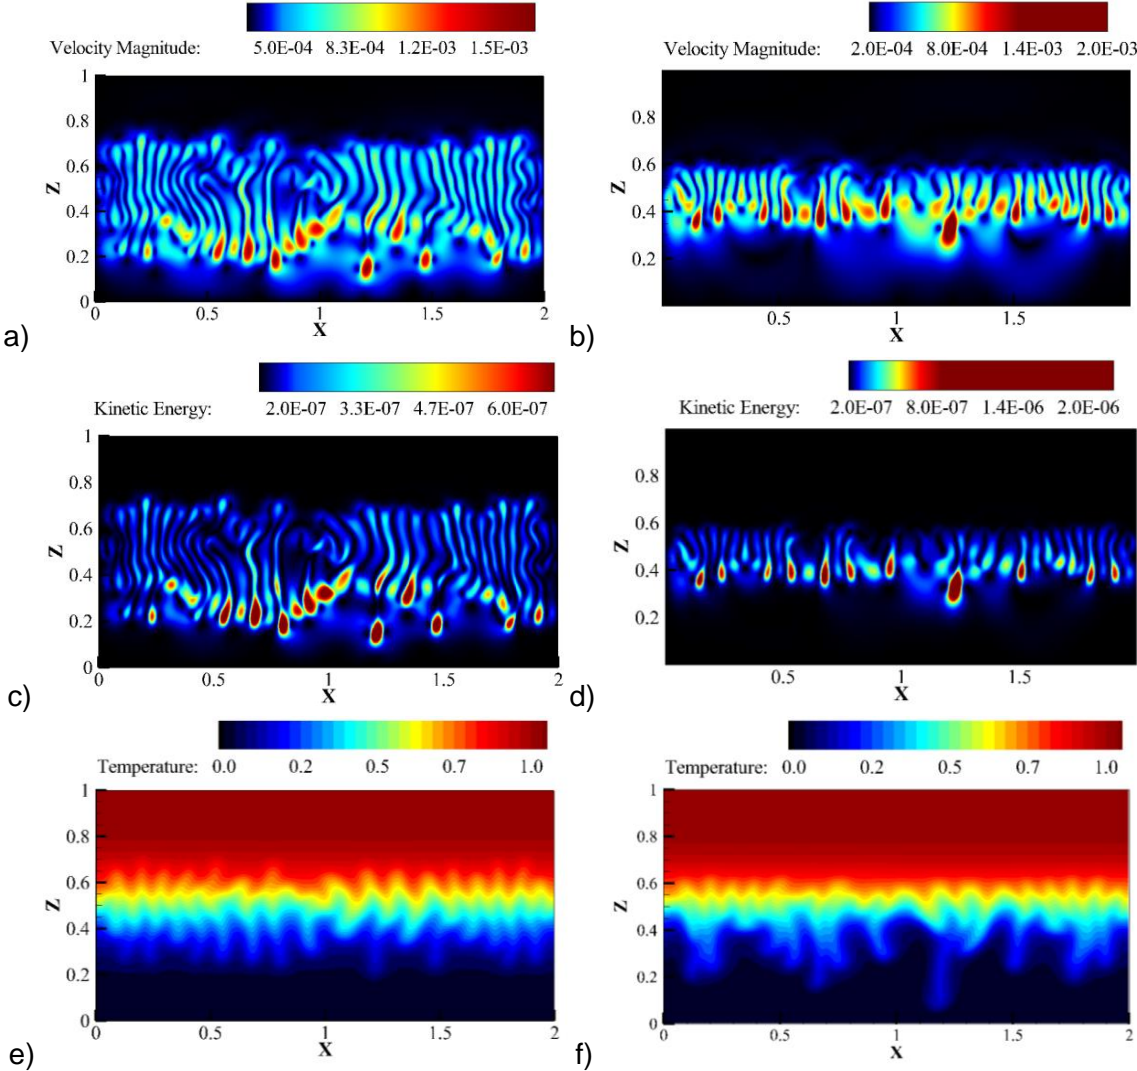 5.0E-04 8.3E-04 1.2E-03 1.5E-03
Velocity Magnitude:
1
0.8
0.6
Z
0.4
0.2
0
0 0.5 1 1.5 2
X
a)
2.0E-04 8.0E-04 1.4E-03 2.0E-03
Velocity Magnitude:
0.8
0.6
Z
0.4
0.2
0.5 1 1.5
X
b)
Kinetic Energy: 2.0E-07 3.3E-07 4.7E-07 6.0E-07
1
0.8
0.6
Z
0.4
0.2
0
0 0.5 1 1.5 2
X
c)
Kinetic Energy: 2.0E-07 8.0E-07 1.4E-06 2.0E-06
0.8
0.6
Z
0.4
0.2
0.5 1 1.5
X
d)
Temperature: 0.0 0.2 0.5 0.7 1.0
1
0.8
0.6
Z
0.4
0.2
0
0 0.5 1 1.5 2
X
e)
Temperature: 0.0 0.2 0.5 0.7 1.0
1
0.8
0.6
Z
0.4
0.2
0
0 0.5 1 1.5 2
X
f)